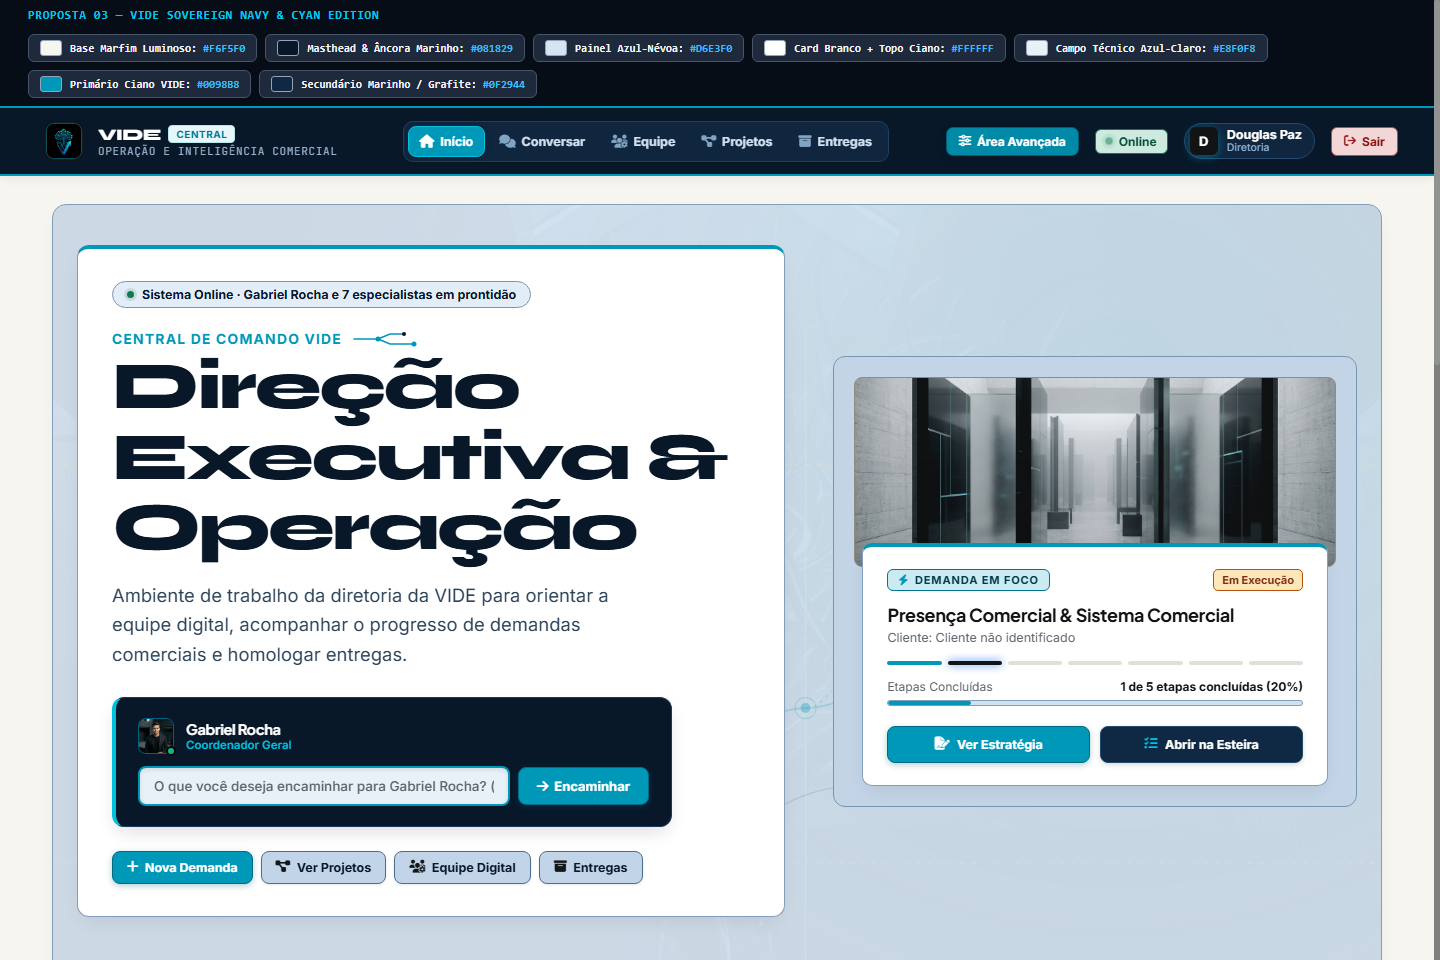 PROPOSTA 03 — VIDE SOVEREIGN NAVY & CYAN EDITION
Base Marfim Luminoso: #F6F5F0
Masthead & Âncora Marinho: #081829
Painel Azul-Névoa: #D6E3F0
Card Branco + Topo Ciano: #FFFFFF
Campo Técnico Azul-Claro: #E8F0F8
Primário Ciano VIDE: #0098B8
Secundário Marinho / Grafite: #0F2944
VIDE CENTRAL
OPERAÇÃO E INTELIGÊNCIA COMERCIAL
Início
Conversar
Equipe
Projetos
Entregas
Área Avançada
Online
D
Douglas Paz
Diretoria
Sair
Sistema Online · Gabriel Rocha e 7 especialistas em prontidão
CENTRAL DE COMANDO VIDE
Direção
Executiva &
Operação
Ambiente de trabalho da diretoria da VIDE para orientar a
equipe digital, acompanhar o progresso de demandas
comerciais e homologar entregas.
Gabriel Rocha
Coordenador Geral
O que você deseja encaminhar para Gabriel Rocha? (
Encaminhar
Nova Demanda
Ver Projetos
Equipe Digital
Entregas
DEMANDA EM FOCO
Em Execução
Presença Comercial & Sistema Comercial
Cliente: Cliente não identificado
Etapas Concluídas
1 de 5 etapas concluídas (20%)
Ver Estratégia
Abrir na Esteira